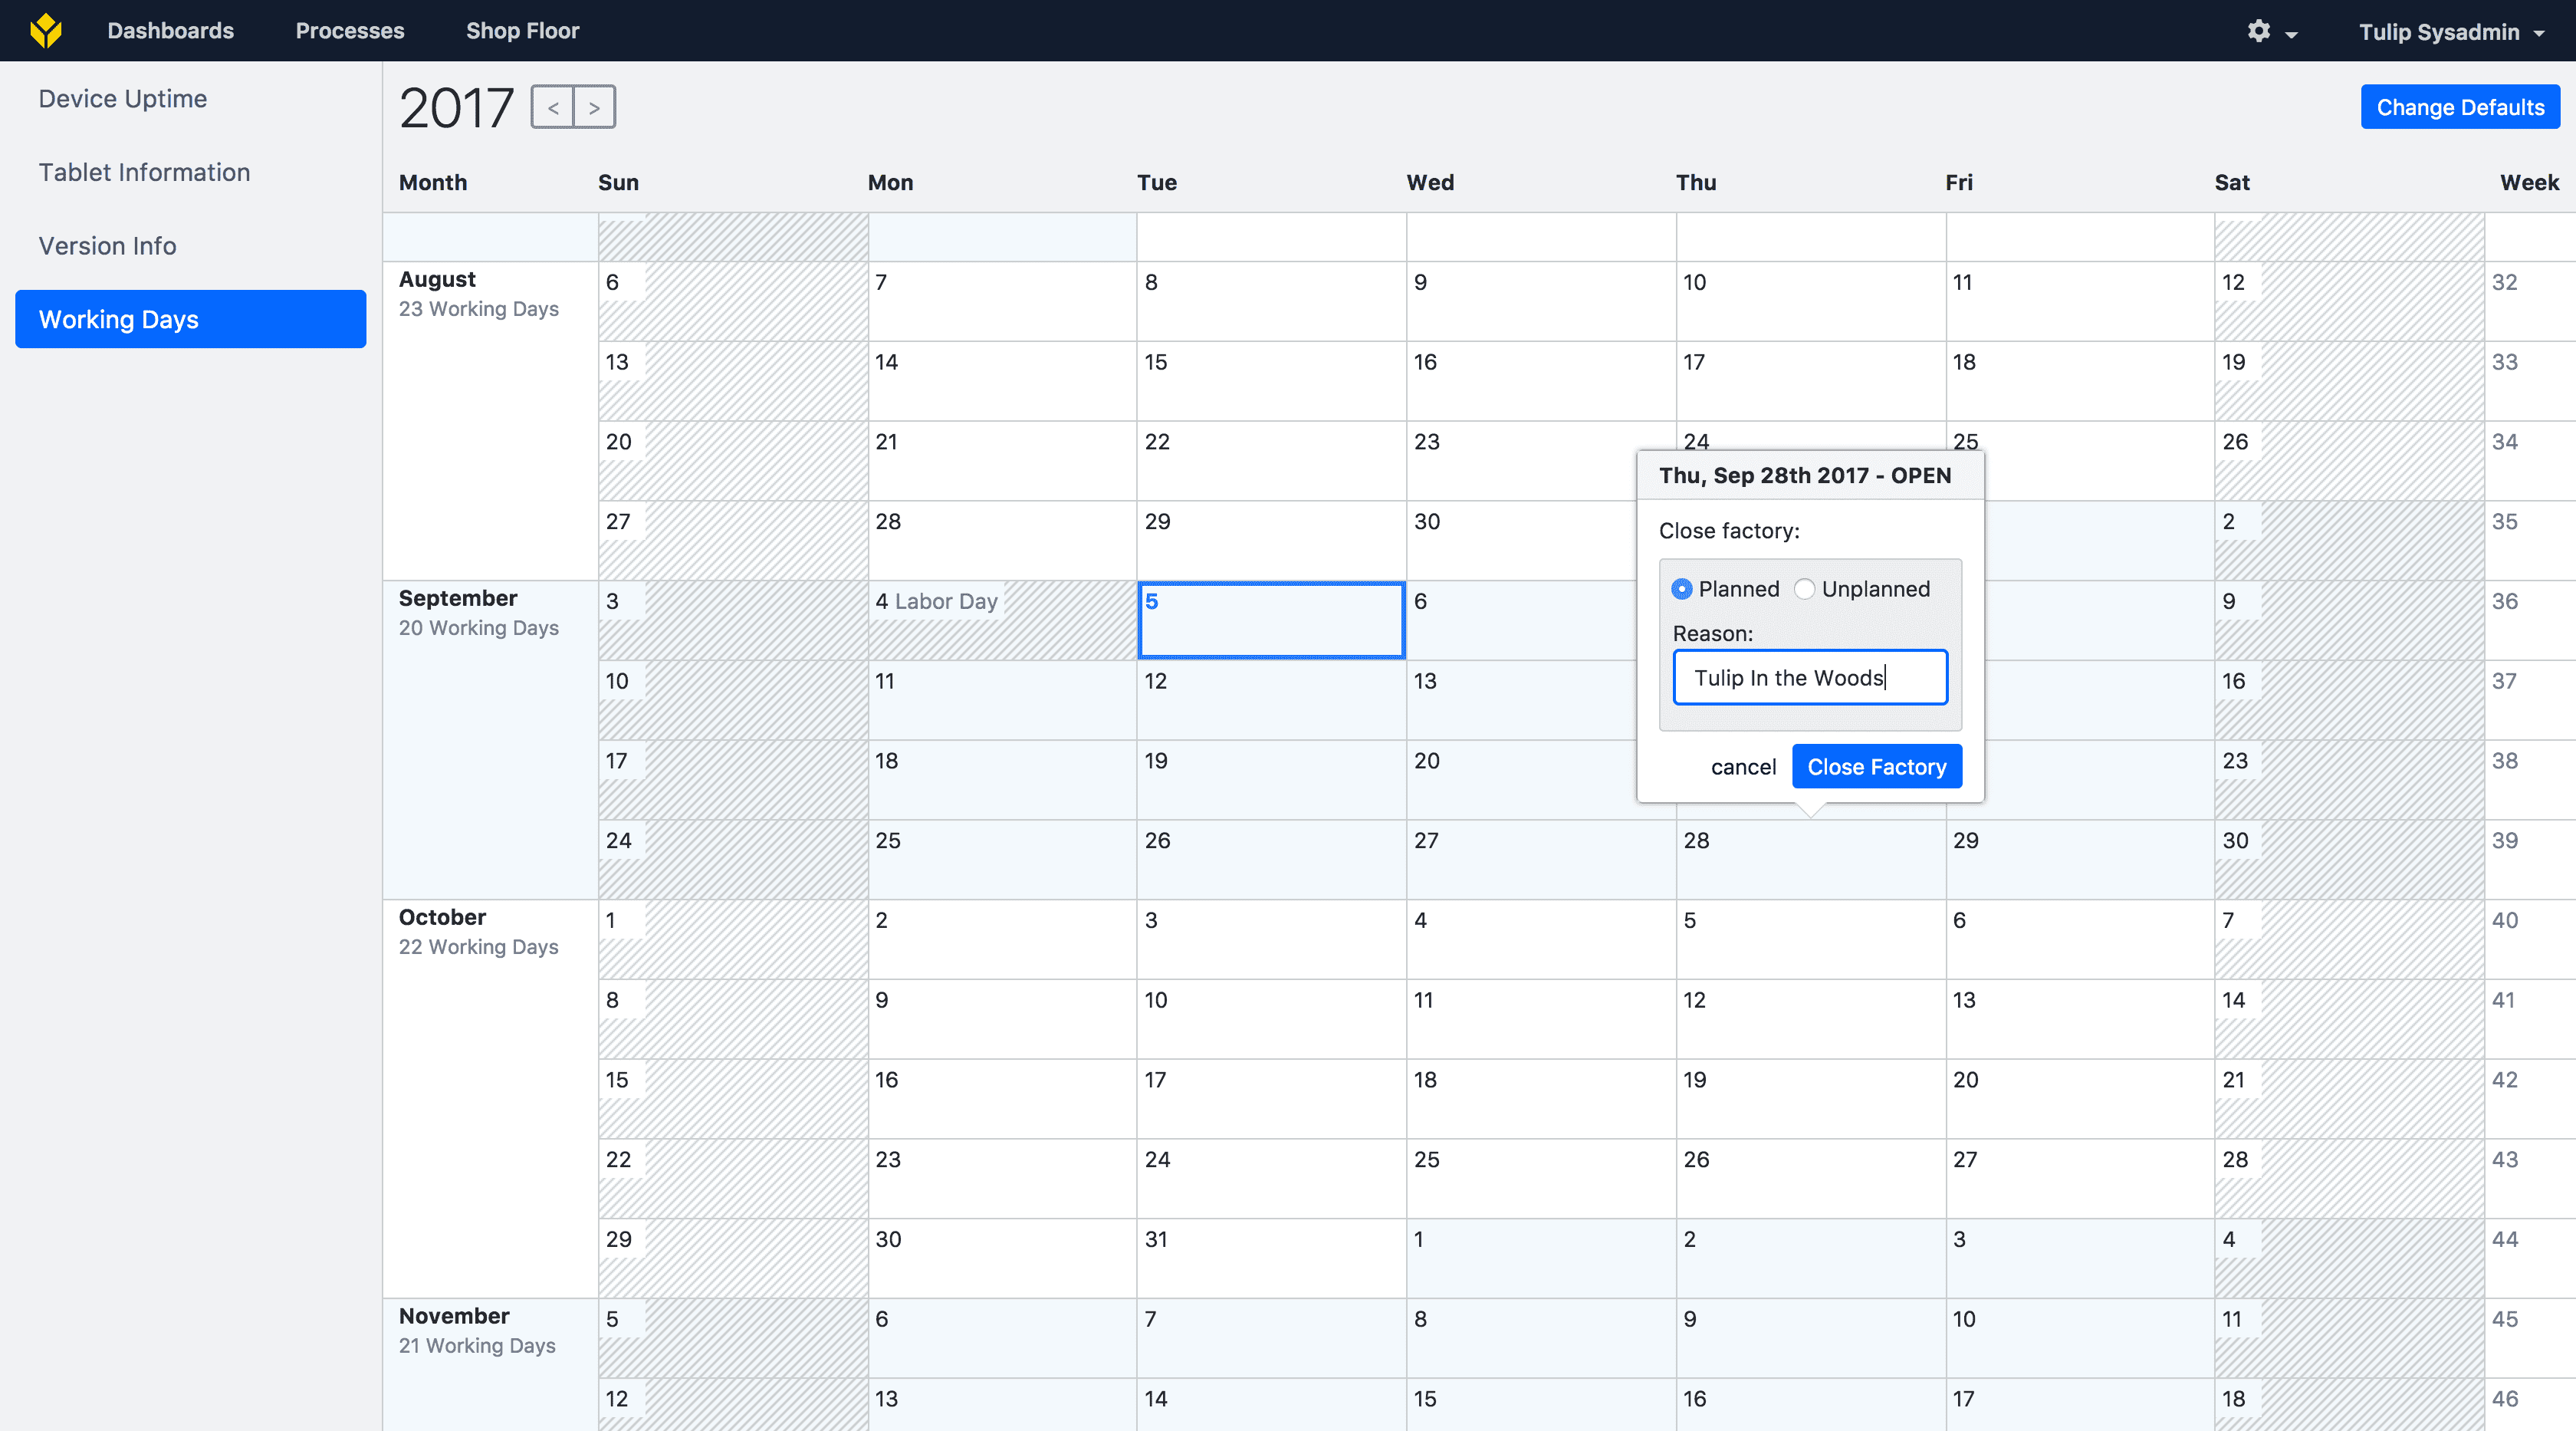 Dashboards Processes Shop Floor Tulip Sysadmin
Device Uptime
Tablet Information
Version Info
Working Days
2017 < > Change Defaults
Month Sun Mon Tue Wed Thu Fri Sat Week
August
23 Working Days
6 7 8 9 10 11 12 32
13 14 15 16 17 18 19 33
20 21 22 23 24 25 26 34
27 28 29 30 2 35
September
20 Working Days
3 4 Labor Day 5 6 9 36
10 11 12 13 16 37
17 18 19 20 23 38
24 25 26 27 28 29 30 39
Thu, Sep 28th 2017 - OPEN
Close factory:
Planned Unplanned
Reason:
Tulip In the Woods
cancel Close Factory
October
22 Working Days
1 2 3 4 5 6 7 40
8 9 10 11 12 13 14 41
15 16 17 18 19 20 21 42
22 23 24 25 26 27 28 43
29 30 31 1 2 3 4 44
November
21 Working Days
5 6 7 8 9 10 11 45
12 13 14 15 16 17 18 46